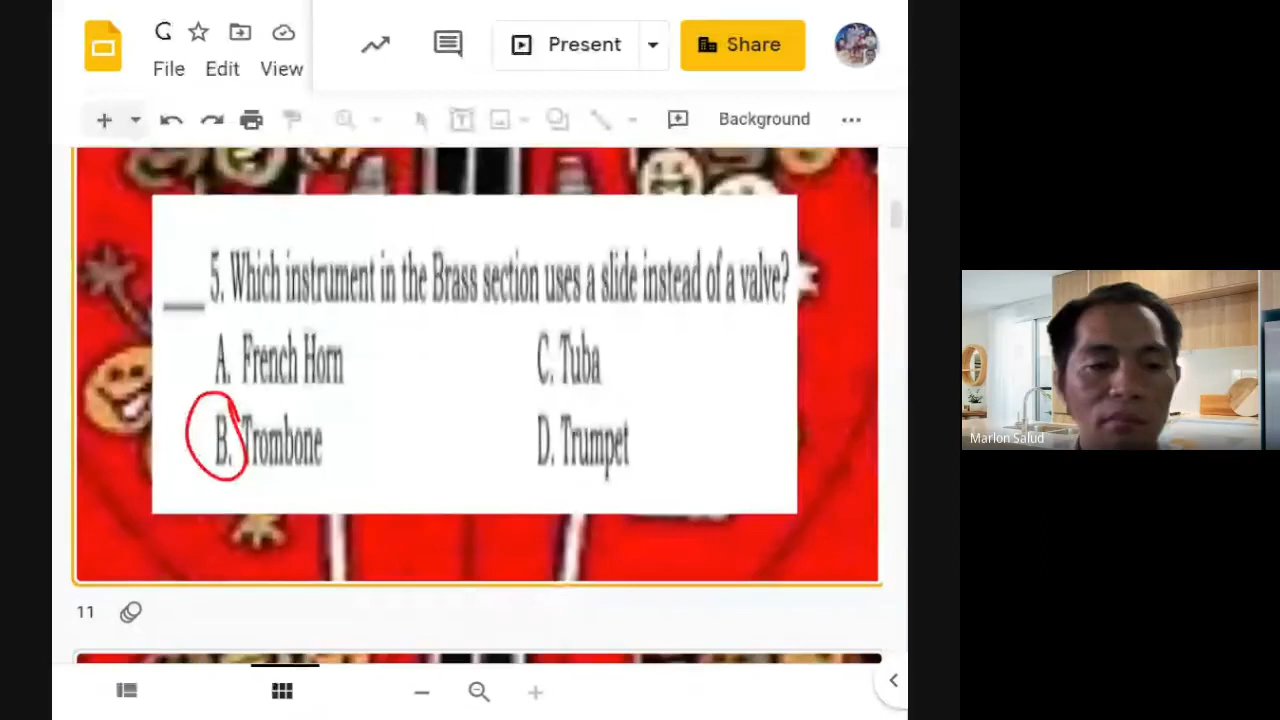 Present
Share
File Edit View
Background
___ 5. Which instrument in the Brass section uses a slide instead of a valve?
A. French Horn
C. Tuba
B. Trombone
D. Trumpet
Marlon Salud
11